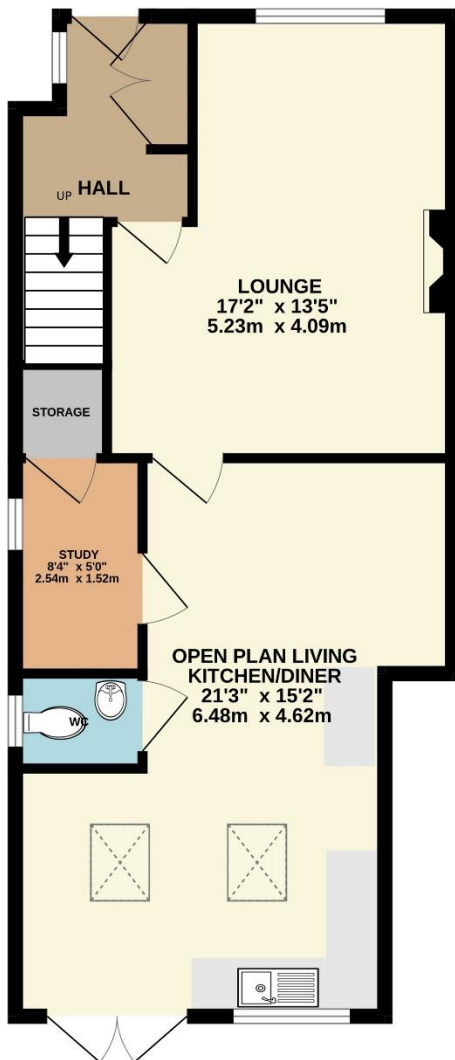 UP HALL
LOUNGE
17'2" x 13'5"
5.23m x 4.09m
STORAGE
STUDY
8'4" x 5'0"
2.54m x 1.52m
OPEN PLAN LIVING
KITCHEN/DINER
21'3" x 15'2"
6.48m x 4.62m
WC